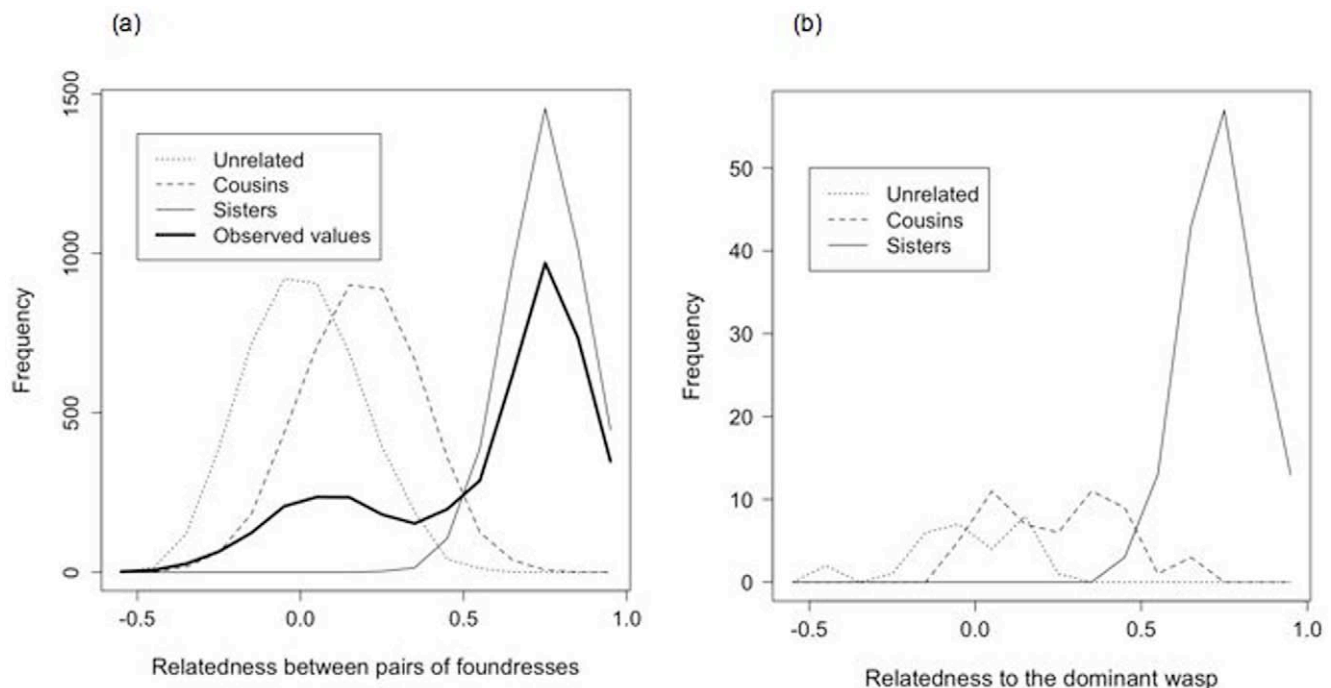 (a)
1500
1000
500
0
Frequency
Unrelated
Cousins
Sisters
Observed values
-0.5
0.0
0.5
1.0
Relatedness between pairs of foundresses
(b)
50
40
30
20
10
0
Frequency
Unrelated
Cousins
Sisters
-0.5
0.0
0.5
1.0
Relatedness to the dominant wasp